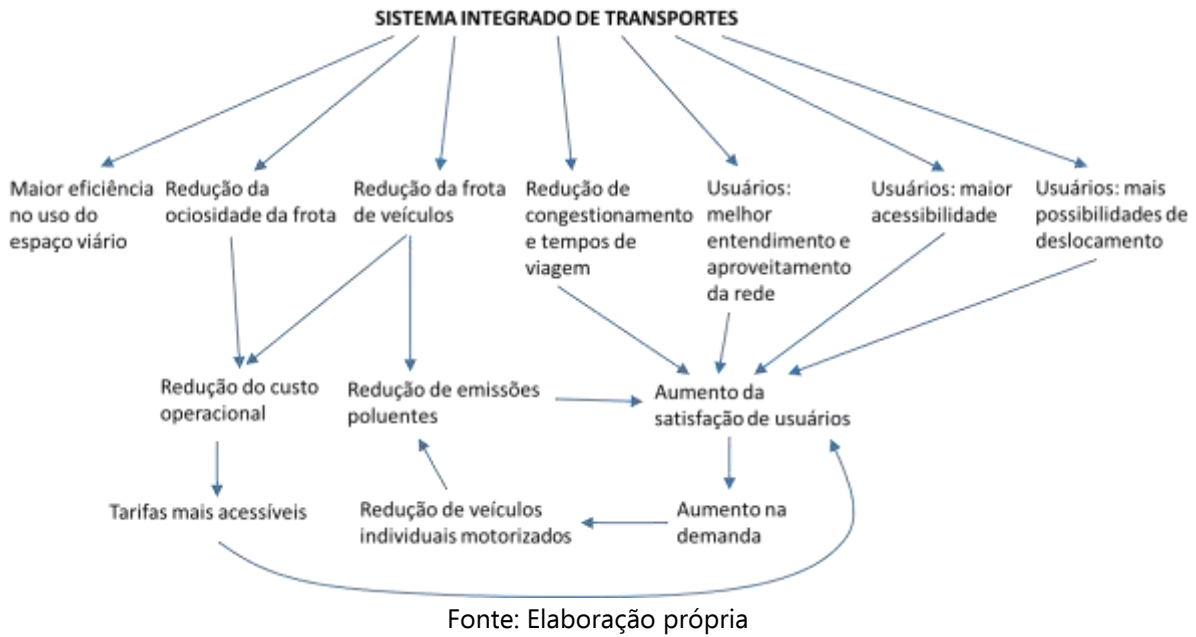 SISTEMA INTEGRADO DE TRANSPORTES
Maior eficiência
no uso do
espaço viário
Redução da
ociosidade da frota
Redução da frota
de veículos
Redução de
congestionamento
e tempos de
viagem
Usuários:
melhor
entendimento e
aproveitamento
da rede
Usuários: maior
acessibilidade
Usuários: mais
possibilidades de
deslocamento
Redução do custo
operacional
Redução de emissões
poluentes
Aumento da
satisfação de usuários
Tarifas mais acessíveis
Redução de veículos
individuais motorizados
Aumento na
demanda
Fonte: Elaboração própria